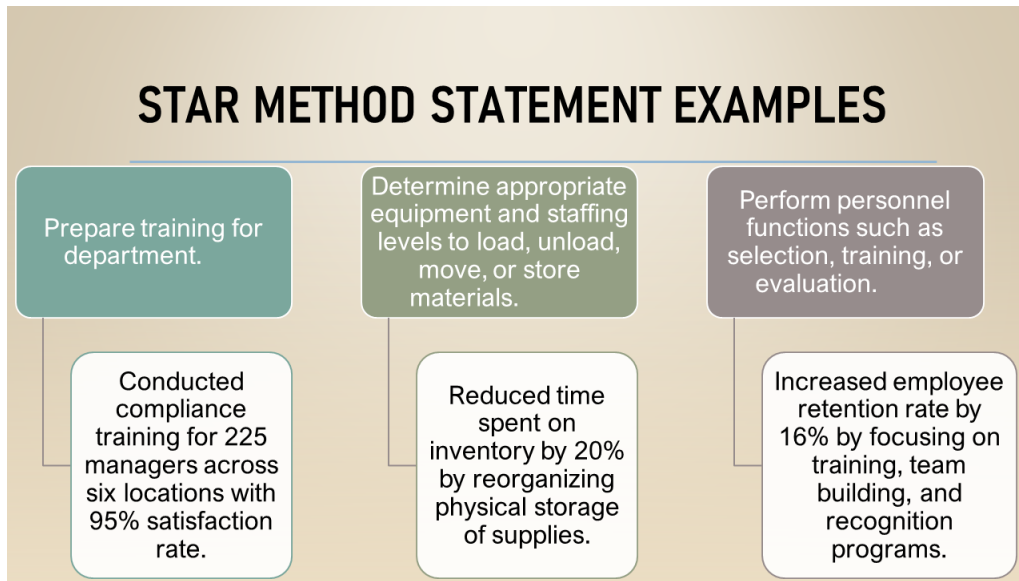 STAR METHOD STATEMENT EXAMPLES
Prepare training for
department.
Conducted
compliance
training for 225
managers across
six locations with
95% satisfaction
rate.
Determine appropriate
equipment and staffing
levels to load, unload,
move, or store
materials.
Reduced time
spent on
inventory by 20%
by reorganizing
physical storage
of supplies.
Perform personnel
functions such as
selection, training, or
evaluation.
Increased employee
retention rate by
16% by focusing on
training, team
building, and
recognition
programs.